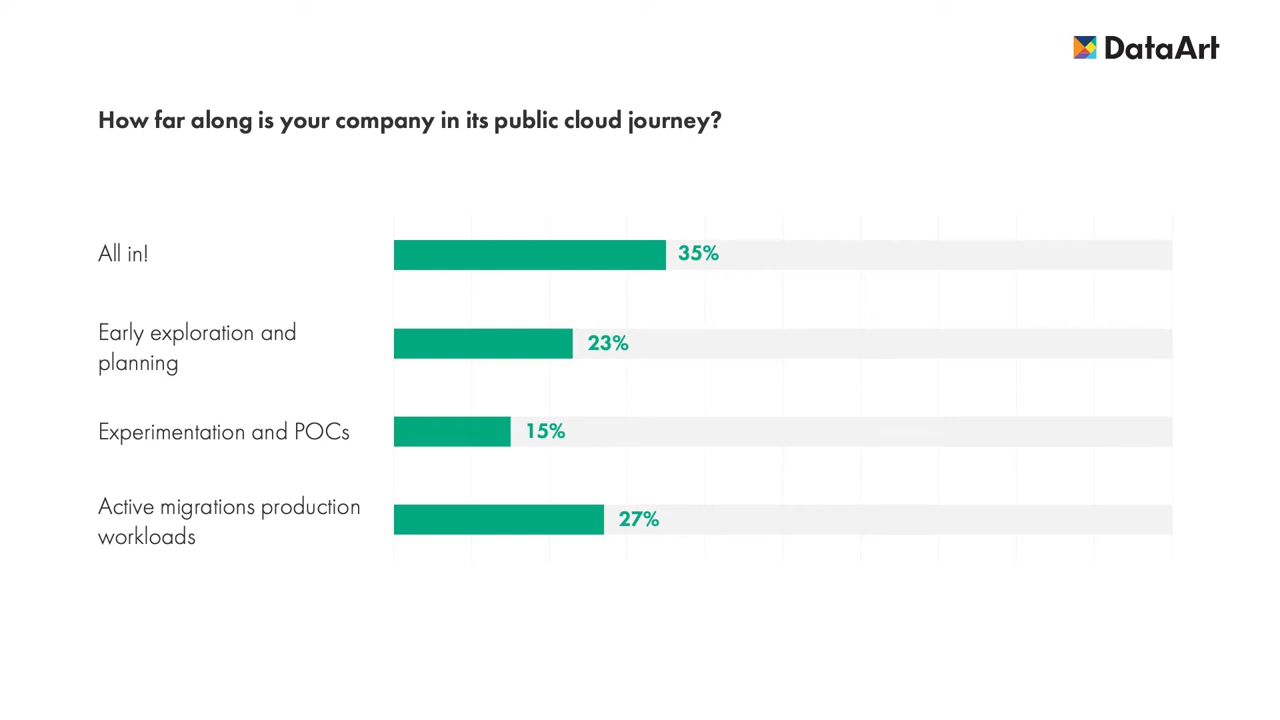 DataArt
How far along is your company in its public cloud journey?
All in!
35%
Early exploration and
planning
23%
Experimentation and POCs
15%
Active migrations production
workloads
27%